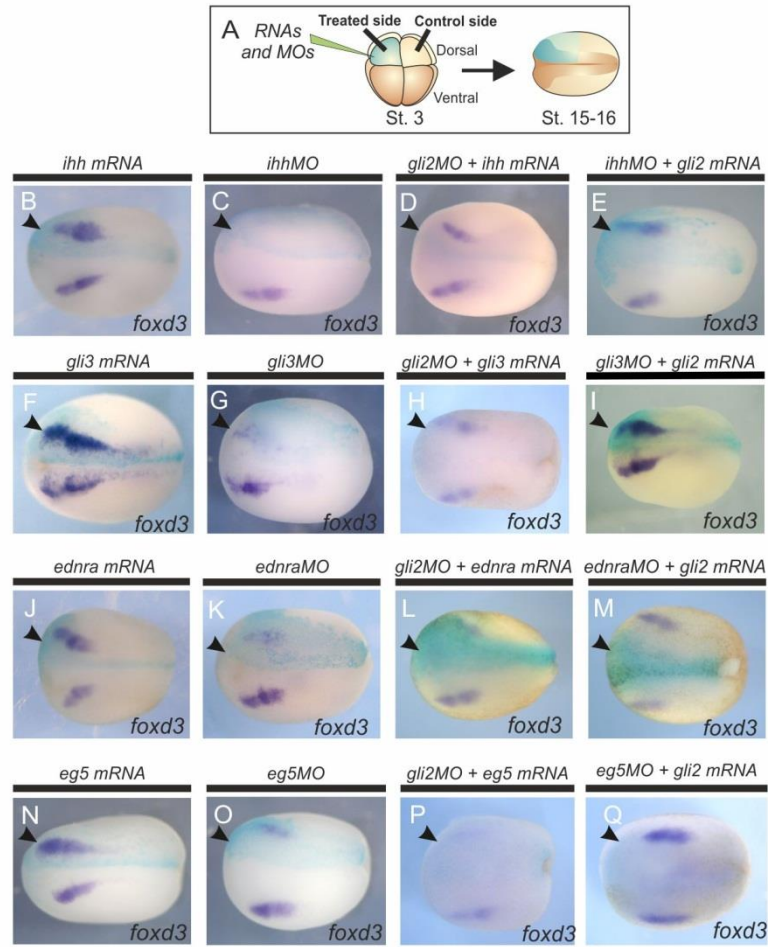 A
RNAs
and MOs
Treated side
Control side
Dorsal
Ventral
St. 3
St. 15-16
ihh mRNA
ihhMO
gli2MO + ihh mRNA
ihhMO + gli2 mRNA
B
C
D
E
foxd3
foxd3
foxd3
foxd3
gli3 mRNA
gli3MO
gli2MO + gli3 mRNA
gli3MO + gli2 mRNA
F
G
H
I
foxd3
foxd3
foxd3
foxd3
ednra mRNA
ednraMO
gli2MO + ednra mRNA
ednraMO + gli2 mRNA
J
K
L
M
foxd3
foxd3
foxd3
foxd3
eg5 mRNA
eg5MO
gli2MO + eg5 mRNA
eg5MO + gli2 mRNA
N
O
P
Q
foxd3
foxd3
foxd3
foxd3